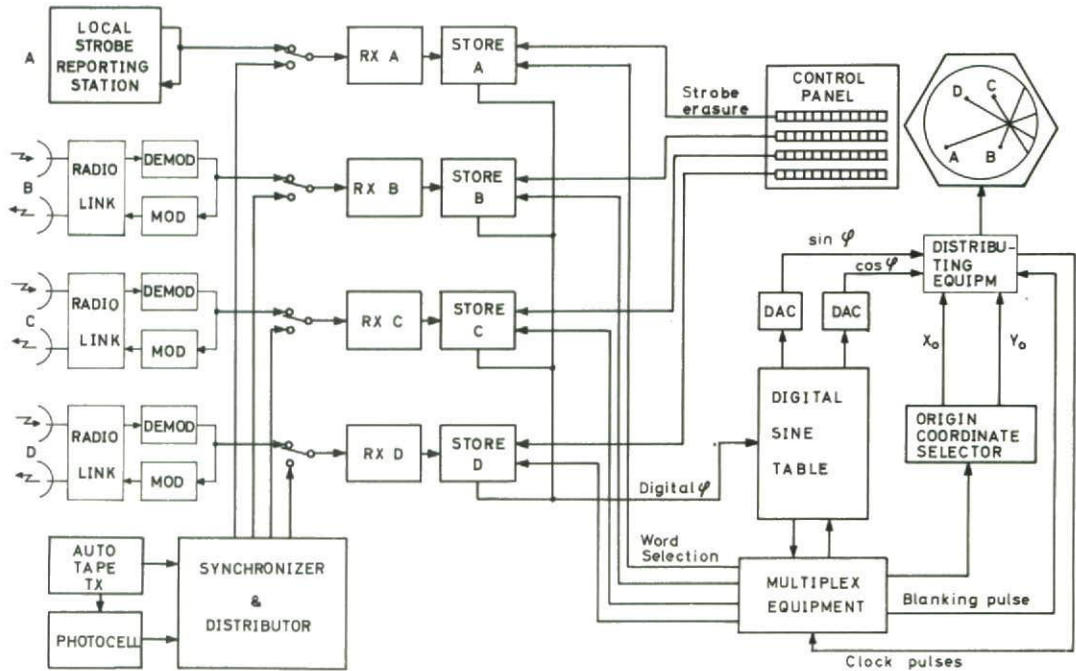 A
LOCAL
STROBE
REPORTING
STATION
RX A
STORE
A
Strobe
erasure
CONTROL
PANEL
D
C
A
B
B
RADIO
LINK
DEMOD
MOD
RX B
STORE
B
sin φ
cos φ
DISTRIBU-
TING
EQUIPM
C
RADIO
LINK
DEMOD
MOD
RX C
STORE
C
DAC
DAC
X₀
Y₀
D
RADIO
LINK
DEMOD
MOD
RX D
STORE
D
Digital φ
DIGITAL
SINE
TABLE
ORIGIN
COORDINATE
SELECTOR
AUTO
TAPE
TX
PHOTOCELL
SYNCHRONIZER
&
DISTRIBUTOR
Word
Selection
MULTIPLEX
EQUIPMENT
Blanking pulse
Clock pulses